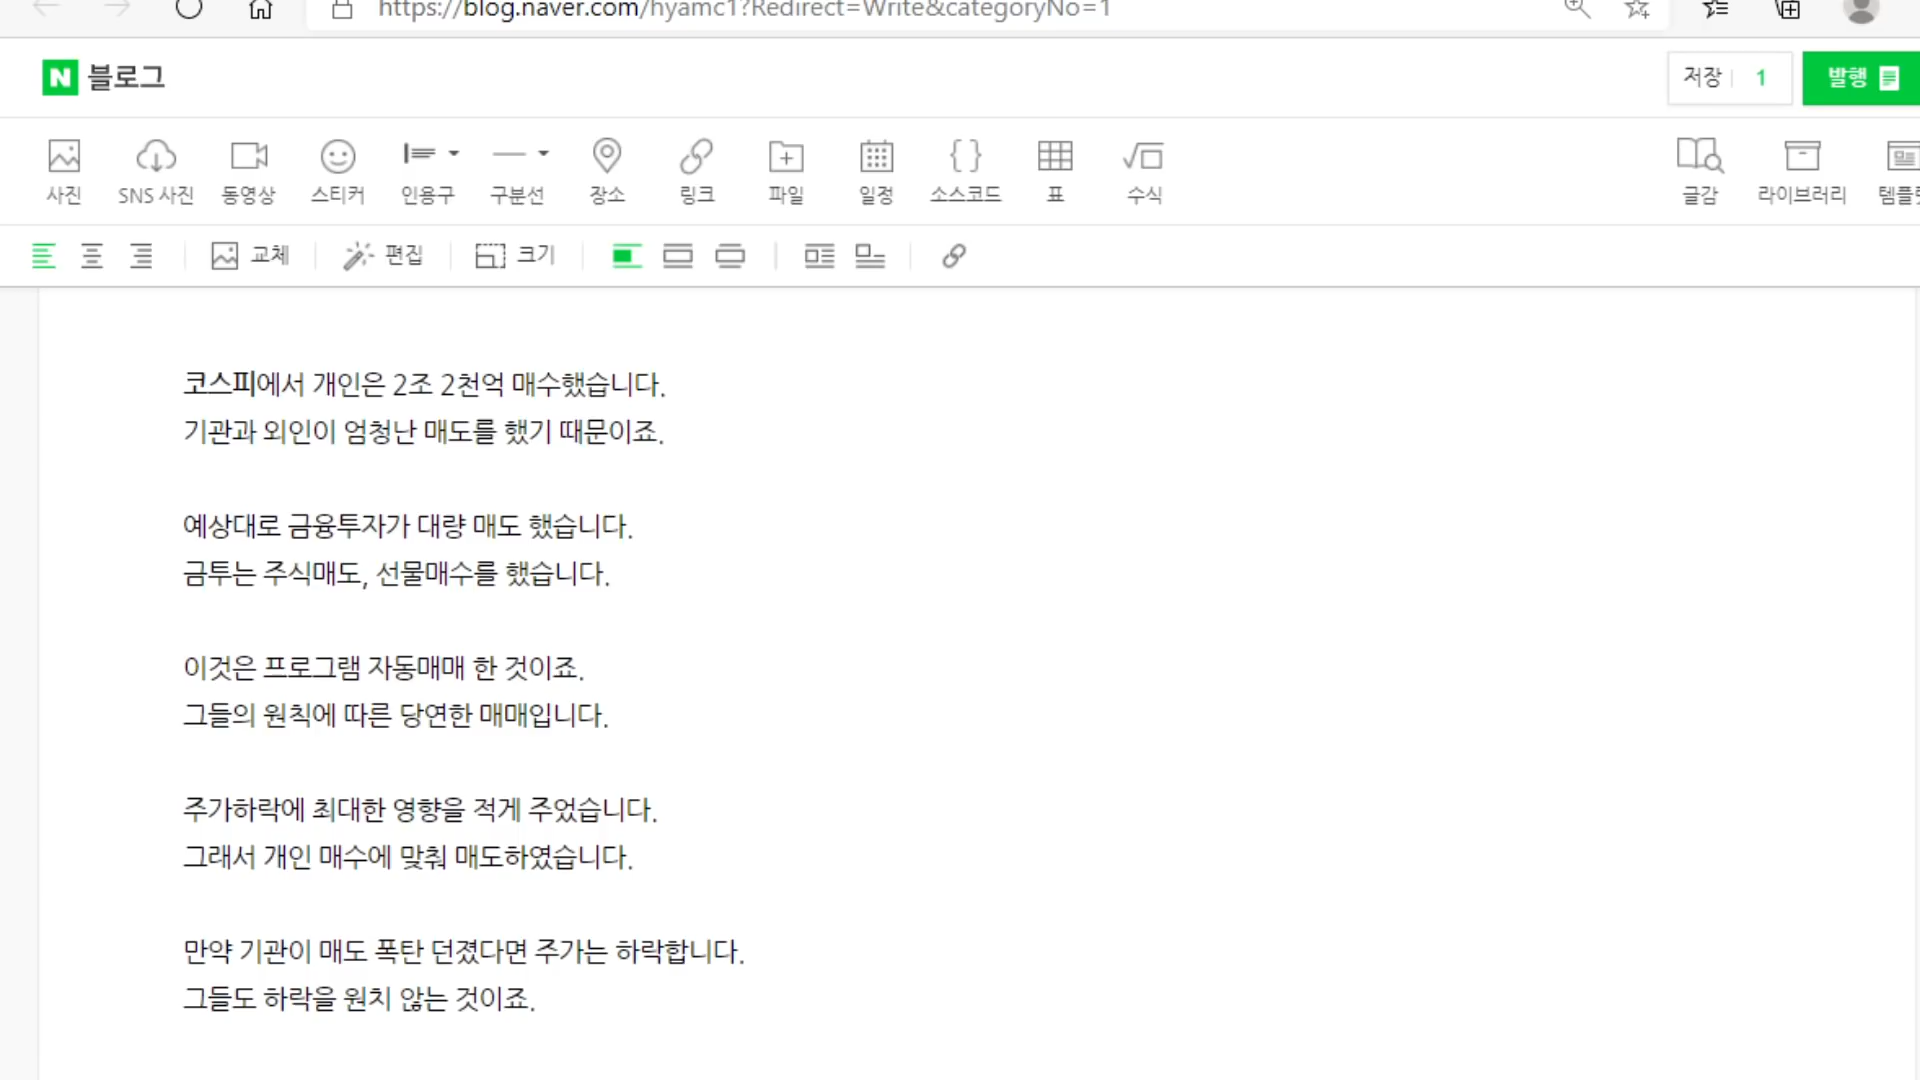 https://blog.naver.com/hyamc1?Redirect=Write&categoryNo=1
N 블로그
저장 1
발행
사진
SNS 사진
동영상
스티커
인용구
구분선
장소
링크
파일
일정
소스코드
표
수식
글감
라이브러리
교체
편집
크기
코스피에서 개인은 2조 2천억 매수했습니다.
기관과 외인이 엄청난 매도를 했기 때문이죠.
예상대로 금융투자가 대량 매도 했습니다.
금투는 주식매도, 선물매수를 했습니다.
이것은 프로그램 자동매매 한 것이죠.
그들의 원칙에 따른 당연한 매매입니다.
주가하락에 최대한 영향을 적게 주었습니다.
그래서 개인 매수에 맞춰 매도하였습니다.
만약 기관이 매도 폭탄 던졌다면 주가는 하락합니다.
그들도 하락을 원치 않는 것이죠.